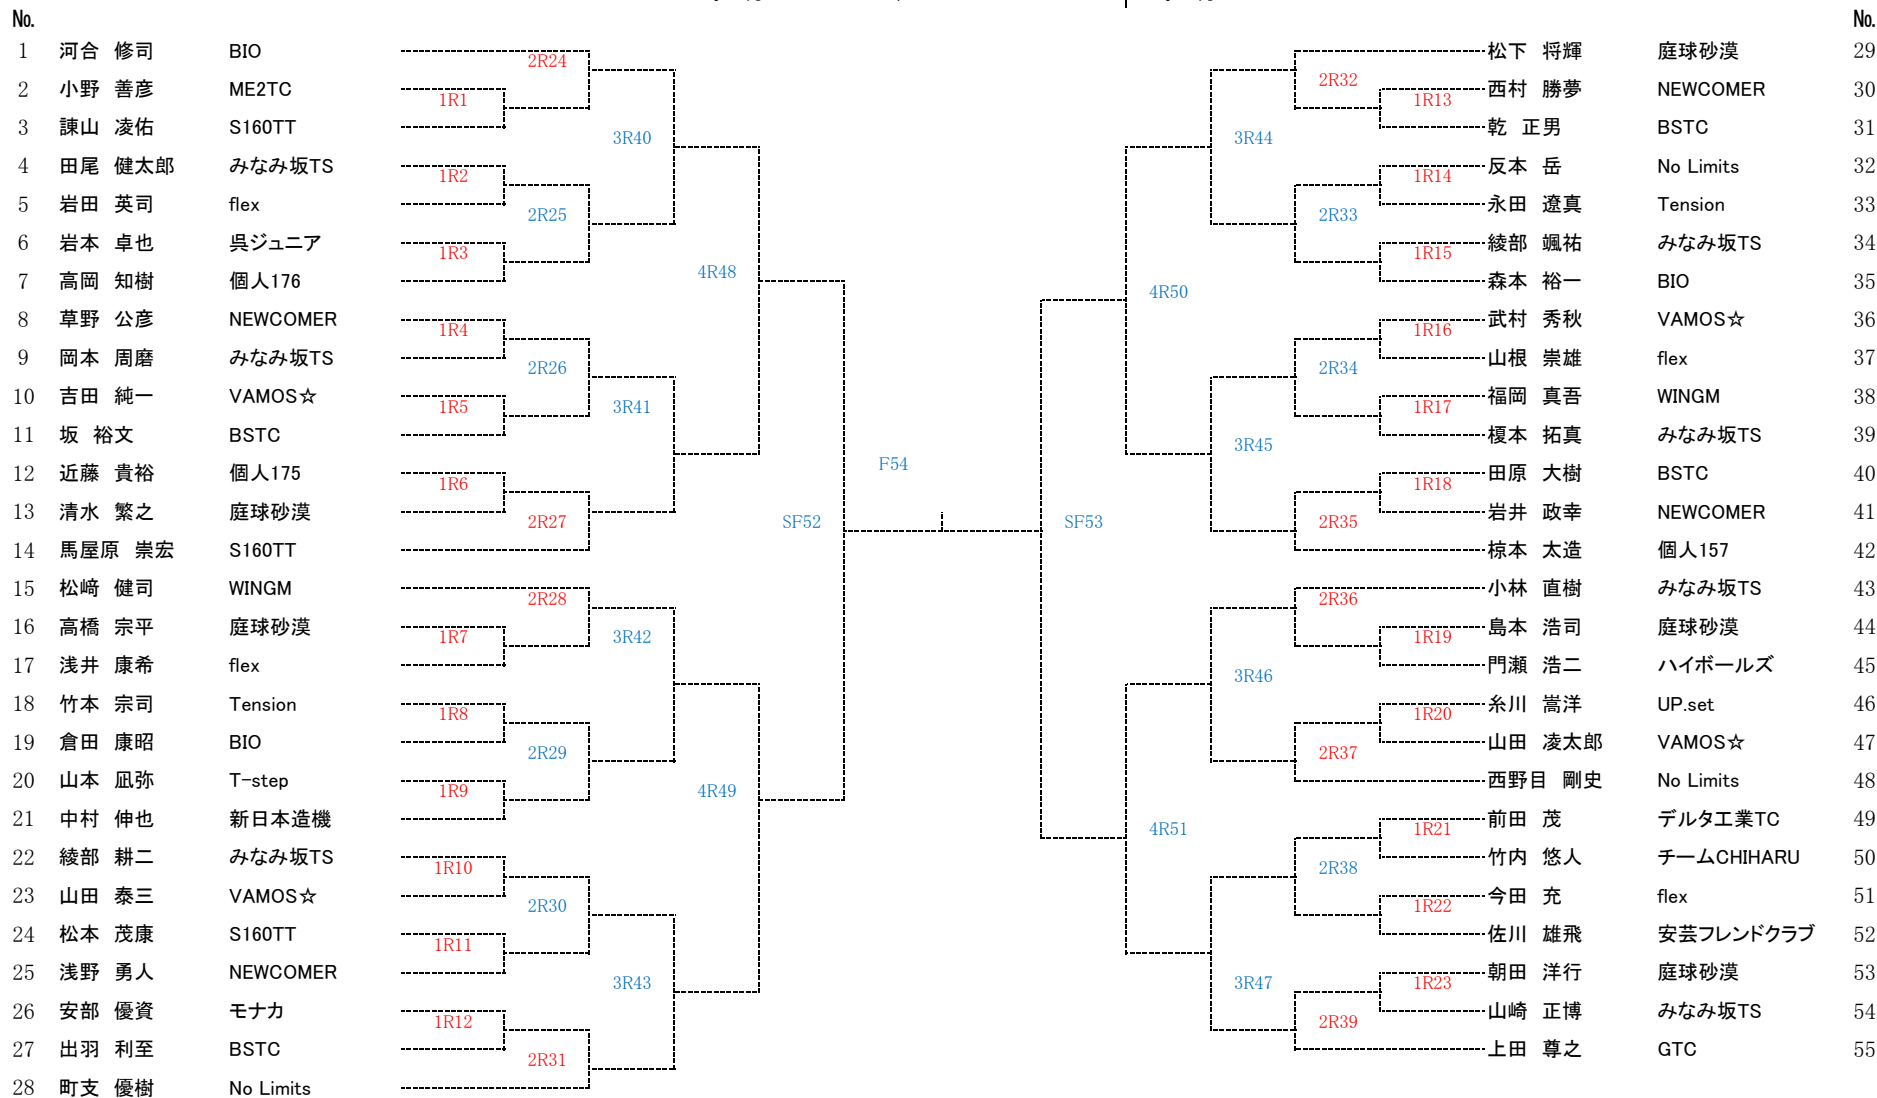 No. No.
1 河合 修司 BIO 松下 将輝 庭球砂漠 29
2R24
2 小野 善彦 ME2TC 2R32 西村 勝夢 NEWCOMER 30
1R1 1R13
3 諌山 凌佑 S160TT 乾 正男 BSTC 31
3R40 3R44
4 田尾 健太郎 みなみ坂TS 反本 岳 No Limits 32
1R2 1R14
5 岩田 英司 flex 永田 遼真 Tension 33
2R25 2R33
6 岩本 卓也 呉ジュニア 綾部 颯祐 みなみ坂TS 34
1R3 1R15
7 高岡 知樹 個人176 4R48 森本 裕一 BIO 35
4R50
8 草野 公彦 NEWCOMER 武村 秀秋 VAMOS☆ 36
1R4 1R16
9 岡本 周磨 みなみ坂TS 山根 崇雄 flex 37
2R26 2R34
10 吉田 純一 VAMOS☆ 福岡 真吾 WINGM 38
1R5 3R41 1R17
11 坂 裕文 BSTC 榎本 拓真 みなみ坂TS 39
3R45
12 近藤 貴裕 個人175 F54 田原 大樹 BSTC 40
1R6 1R18
13 清水 繁之 庭球砂漠 岩井 政幸 NEWCOMER 41
2R27 SF52 SF53 2R35
14 馬屋原 崇宏 S160TT 椋本 太造 個人157 42
15 松﨑 健司 WINGM 小林 直樹 みなみ坂TS 43
2R28 2R36
16 高橋 宗平 庭球砂漠 島本 浩司 庭球砂漠 44
1R7 3R42 1R19
17 浅井 康希 flex 門瀬 浩二 ハイボールズ 45
3R46
18 竹本 宗司 Tension 糸川 嵩洋 UP.set 46
1R8 1R20
19 倉田 康昭 BIO 山田 凌太郎 VAMOS☆ 47
2R29 2R37
20 山本 凪弥 T-step 西野目 剛史 No Limits 48
1R9 4R49
21 中村 伸也 新日本造機 前田 茂 デルタ工業TC 49
4R51 1R21
22 綾部 耕二 みなみ坂TS 竹内 悠人 チームCHIHARU 50
1R10 2R38
23 山田 泰三 VAMOS☆ 今田 充 flex 51
2R30 1R22
24 松本 茂康 S160TT 佐川 雄飛 安芸フレンドクラブ 52
1R11
25 浅野 勇人 NEWCOMER 朝田 洋行 庭球砂漠 53
3R43 3R47 1R23
26 安部 優資 モナカ 山崎 正博 みなみ坂TS 54
1R12 2R39
27 出羽 利至 BSTC 上田 尊之 GTC 55
2R31
28 町支 優樹 No Limits